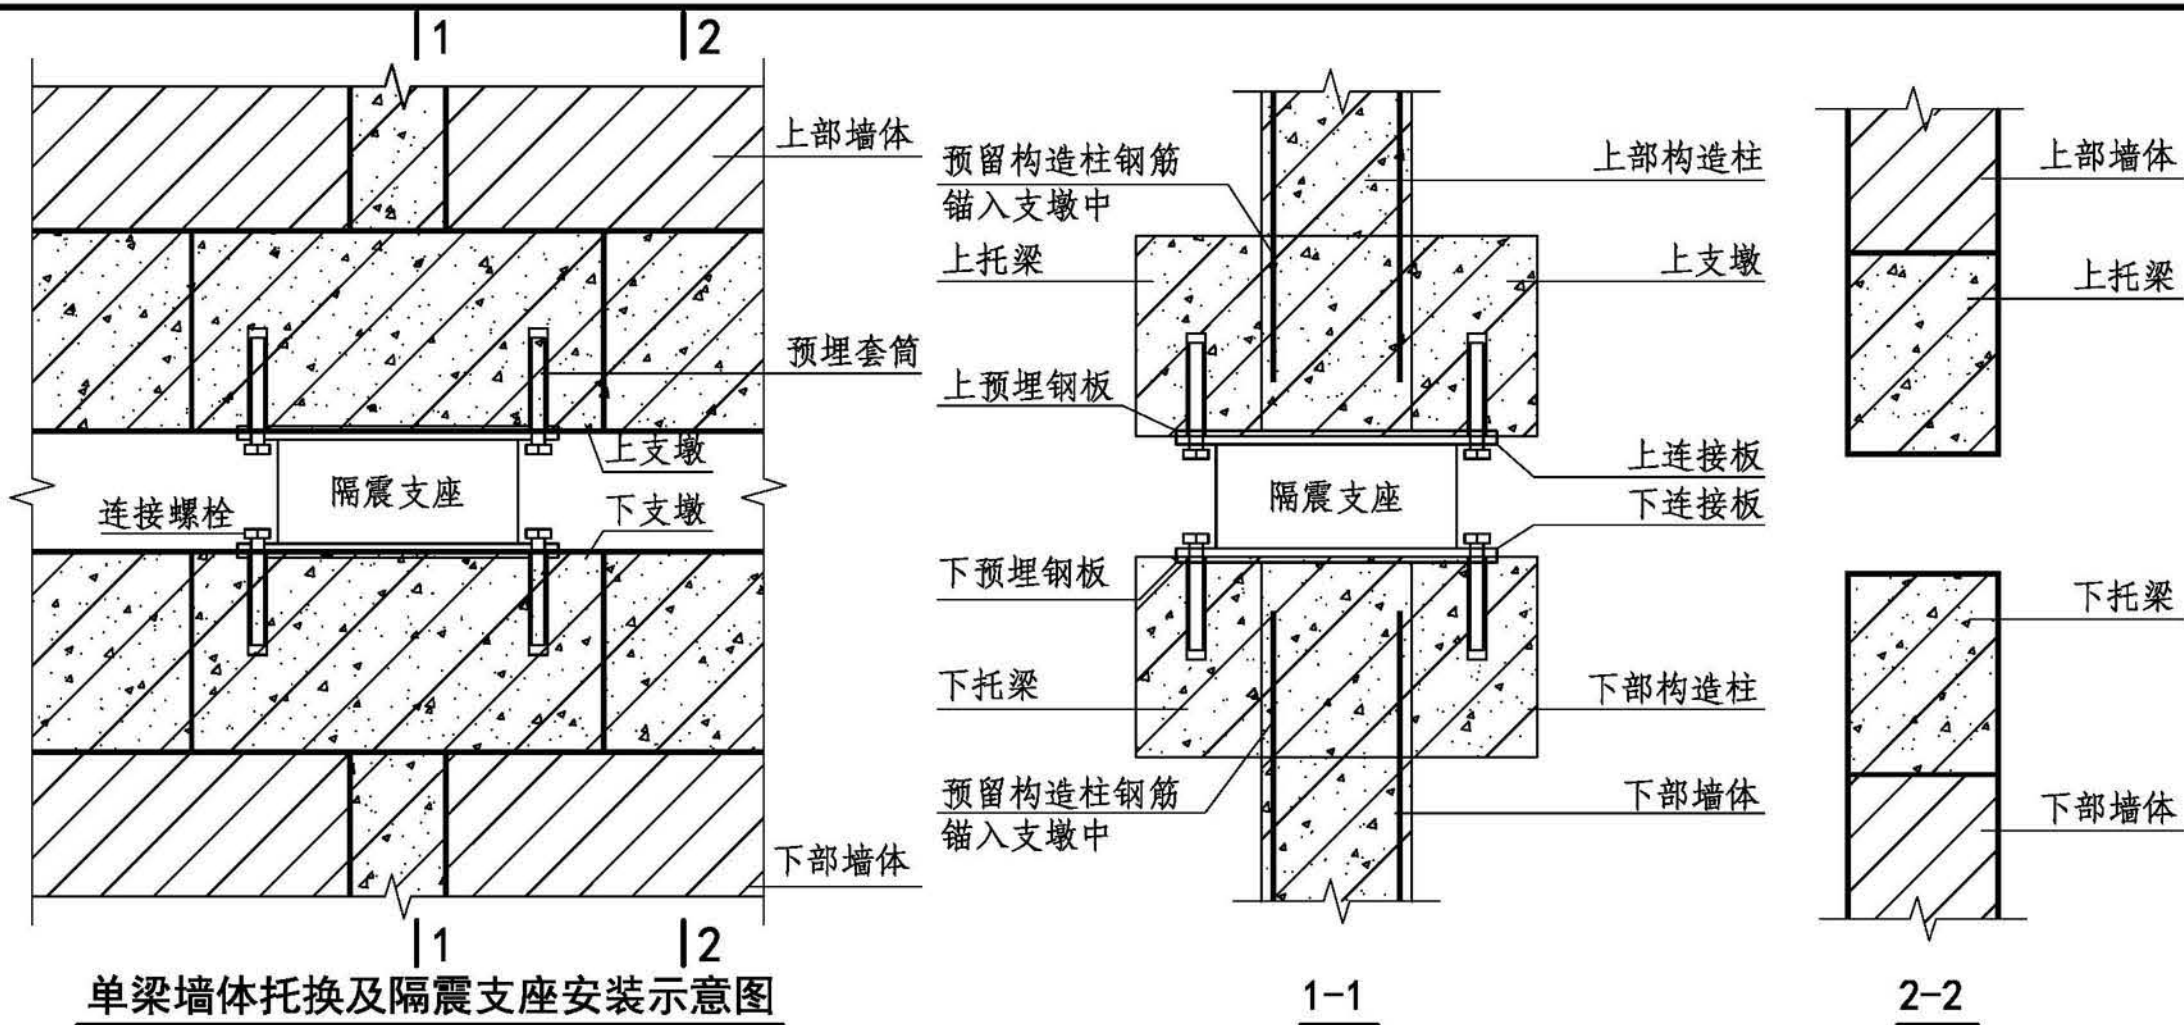 1
2
上部墙体
预埋套筒
上支墩
隔震支座
连接螺栓
下支墩
下部墙体
1
2
单梁墙体托换及隔震支座安装示意图
预留构造柱钢筋
锚入支墩中
上部构造柱
上托梁
上支墩
上预埋钢板
上连接板
隔震支座
下连接板
下预埋钢板
下托梁
下部构造柱
预留构造柱钢筋
锚入支墩中
下部墙体
1-1
上部墙体
上托梁
下托梁
下部墙体
2-2